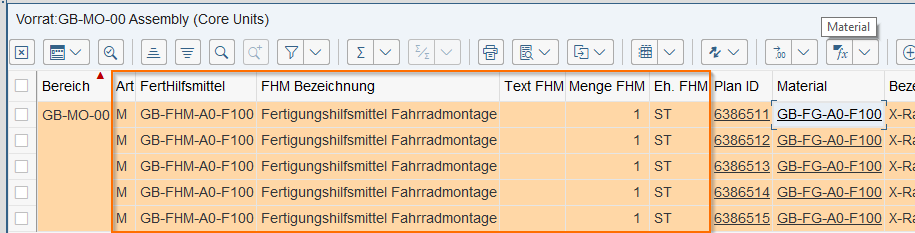 Vorrat:GB-MO-00 Assembly (Core Units)
Material
Σ Σ/Σ ,00
Bereich Art FertHilfsmittel FHM Bezeichnung Text FHM Menge FHM Eh. FHM Plan ID Material Beze
GB-MO-00 M GB-FHM-A0-F100 Fertigungshilfsmittel Fahrradmontage 1 ST 6386511 GB-FG-A0-F100 X-Ra
M GB-FHM-A0-F100 Fertigungshilfsmittel Fahrradmontage 1 ST 6386512 GB-FG-A0-F100 X-Ra
M GB-FHM-A0-F100 Fertigungshilfsmittel Fahrradmontage 1 ST 6386513 GB-FG-A0-F100 X-Ra
M GB-FHM-A0-F100 Fertigungshilfsmittel Fahrradmontage 1 ST 6386514 GB-FG-A0-F100 X-Ra
M GB-FHM-A0-F100 Fertigungshilfsmittel Fahrradmontage 1 ST 6386515 GB-FG-A0-F100 X-Ra